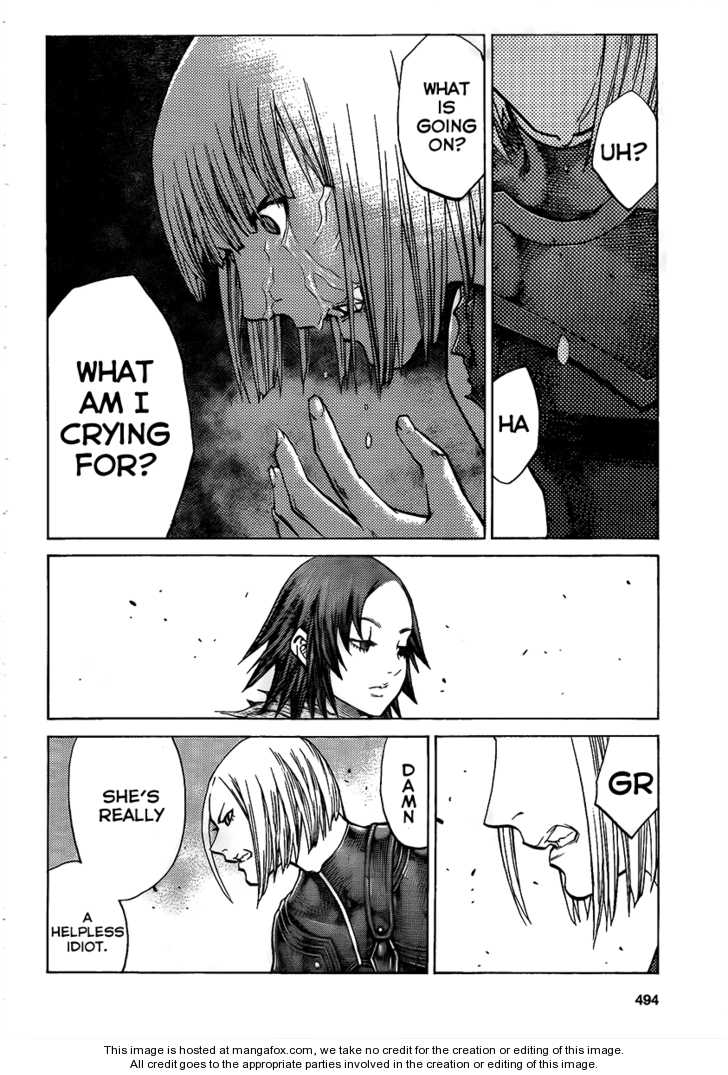 UH?
HA
WHAT
IS
GOING
ON?
WHAT
AM I
CRYING
FOR?
GR
DAMN
SHE'S
REALLY
A
HELPLESS
IDIOT.
494
This image is hosted at mangafox.com, we take no credit for the creation or editing of this image.
All credit goes to the appropriate parties involved in the creation or editing of this image.